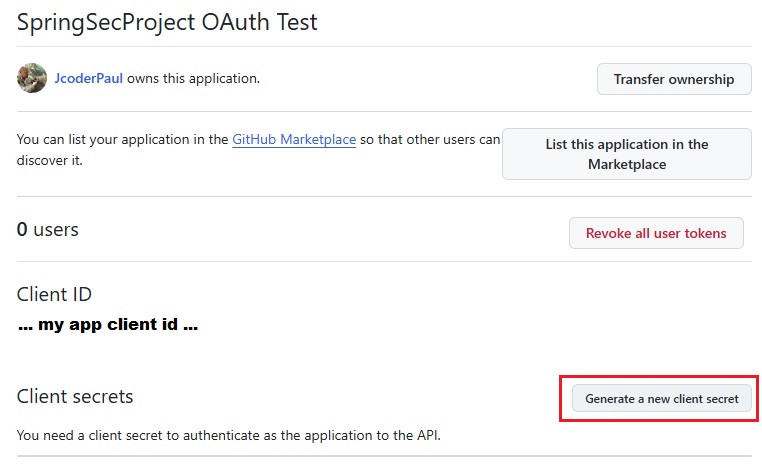 SpringSecProject OAuth Test
JcoderPaul owns this application.
Transfer ownership
You can list your application in the GitHub Marketplace so that other users can
discover it.
List this application in the
Marketplace
0 users
Revoke all user tokens
Client ID
... my app client id ...
Client secrets
Generate a new client secret
You need a client secret to authenticate as the application to the API.